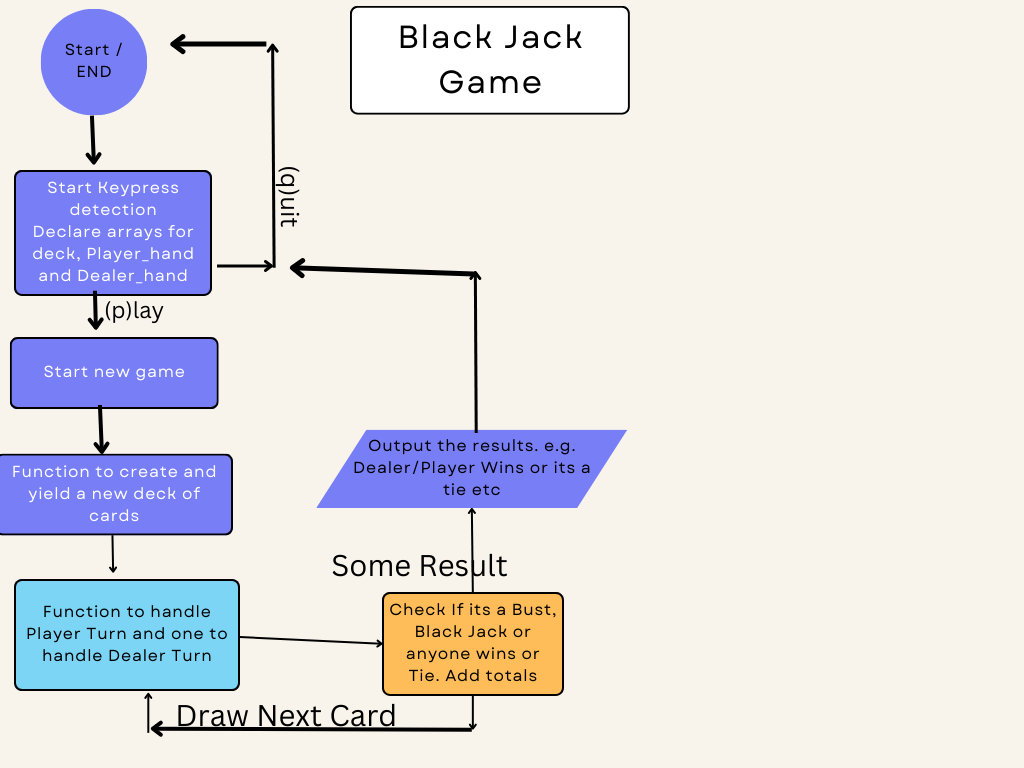 Black Jack
Game
Start /
END
(q)uit
Start Keypress
detection
Declare arrays for
deck, Player_hand
and Dealer_hand
(p)lay
Start new game
Function to create and
yield a new deck of
cards
Output the results. e.g.
Dealer/Player Wins or its a
tie etc
Some Result
Function to handle
Player Turn and one to
handle Dealer Turn
Check If its a Bust,
Black Jack or
anyone wins or
Tie. Add totals
Draw Next Card